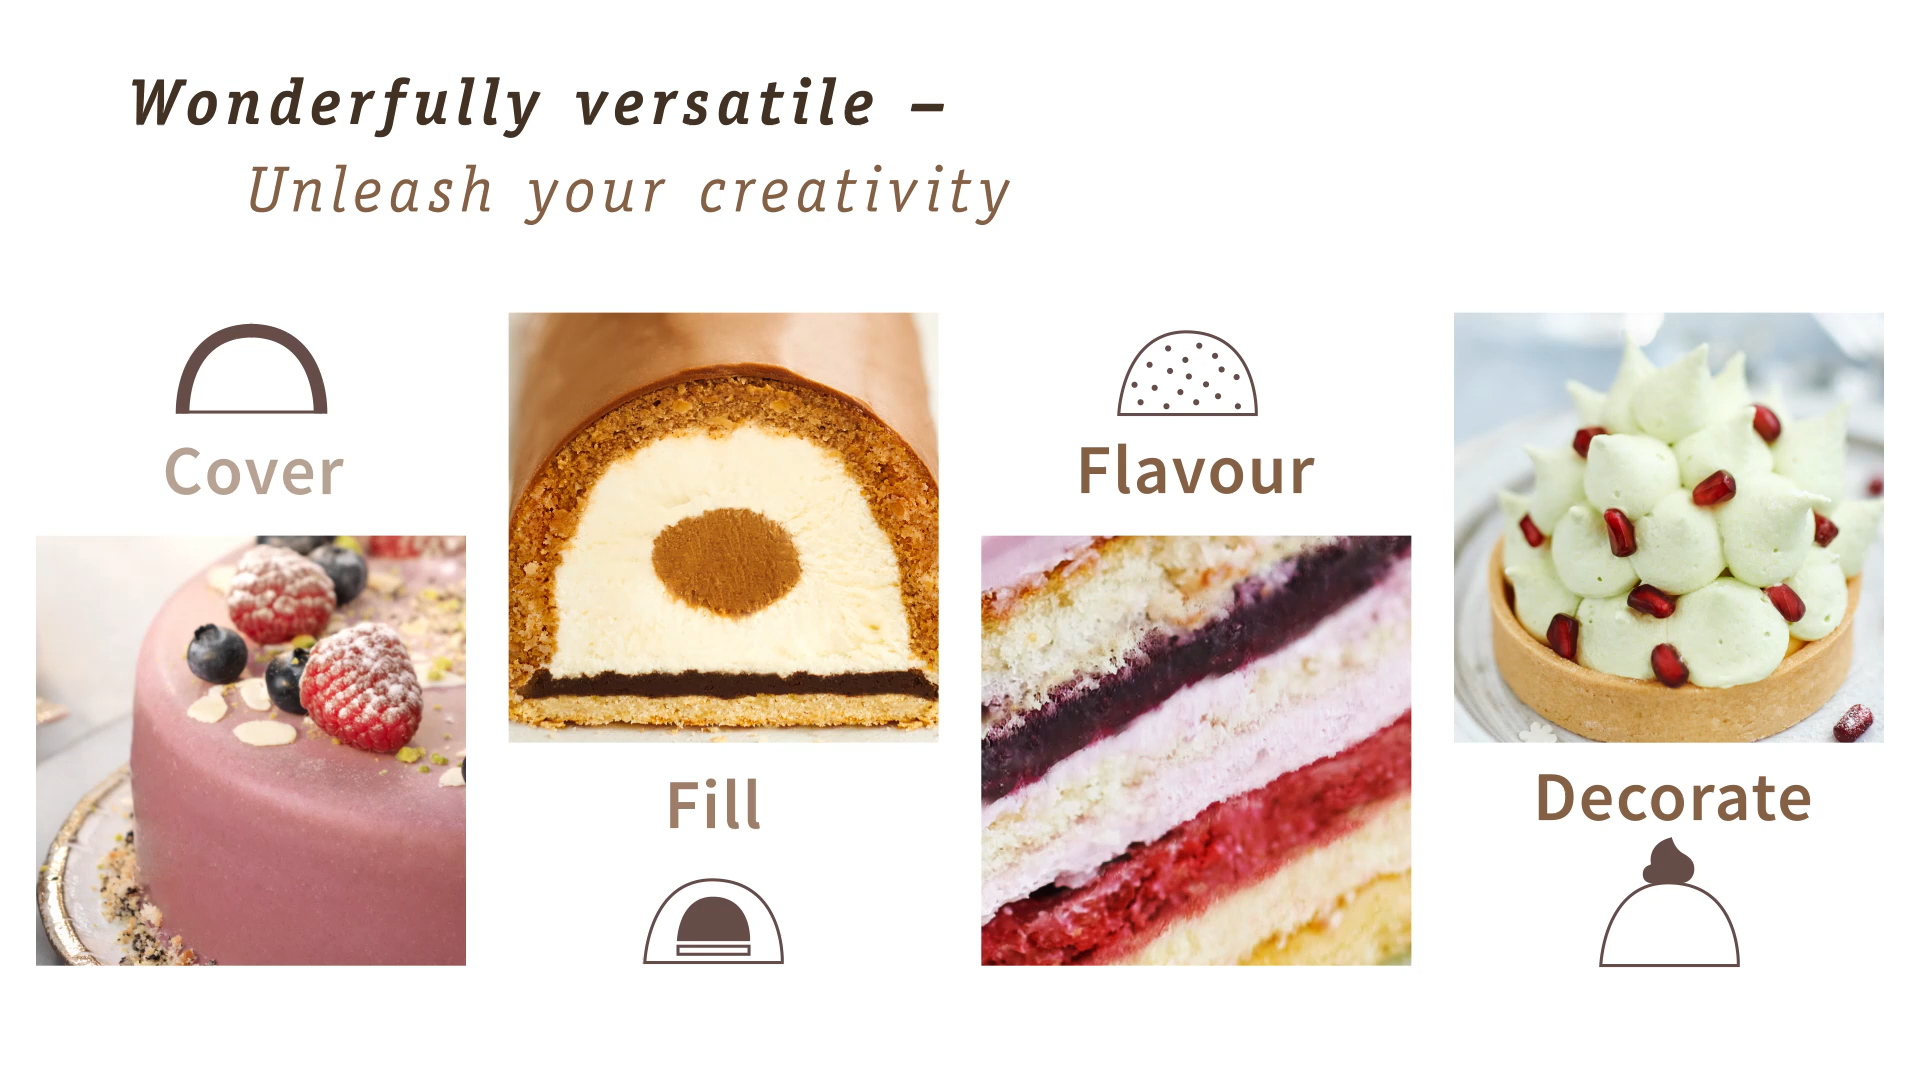 Wonderfully versatile –
Unleash your creativity
Cover
Fill
Flavour
Decorate